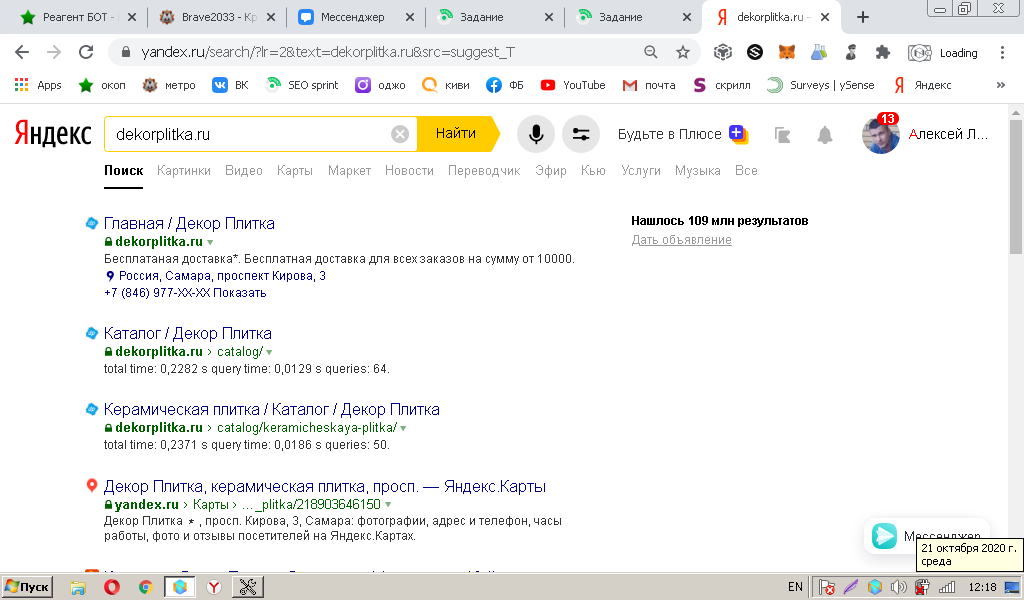 Реагент БОТ -
Brave2033 - Кр
Мессенджер
Задание
Задание
dekorplitka.ru –
yandex.ru/search/?lr=2&text=dekorplitka.ru&src=suggest_T
Loading
Apps
окоп
метро
ВК
SEO sprint
оджо
киви
ФБ
YouTube
почта
скрилл
Surveys | ySense
Яндекс
»
Яндекс
dekorplitka.ru
Найти
Будьте в Плюсе
13
Алексей Л...
Поиск
Картинки
Видео
Карты
Маркет
Новости
Переводчик
Эфир
Кью
Услуги
Музыка
Все
Главная / Декор Плитка
dekorplitka.ru
Бесплатаная доставка*. Бесплатная доставка для всех заказов на сумму от 10000.
Россия, Самара, проспект Кирова, 3
+7 (846) 977-XX-XX Показать
Нашлось 109 млн результатов
Дать объявление
Каталог / Декор Плитка
dekorplitka.ru › catalog/
total time: 0,2282 s query time: 0,0129 s queries: 64.
Керамическая плитка / Каталог / Декор Плитка
dekorplitka.ru › catalog/keramicheskaya-plitka/
total time: 0,2371 s query time: 0,0186 s queries: 50.
Декор Плитка, керамическая плитка, просп. — Яндекс.Карты
yandex.ru › Карты › ..._plitka/218903646150
Декор Плитка ★ , просп. Кирова, 3, Самара: фотографии, адрес и телефон, часы
работы, фото и отзывы посетителей на Яндекс.Картах.
Мессенджер
21 октября 2020 г.
среда
Пуск
EN
12:18